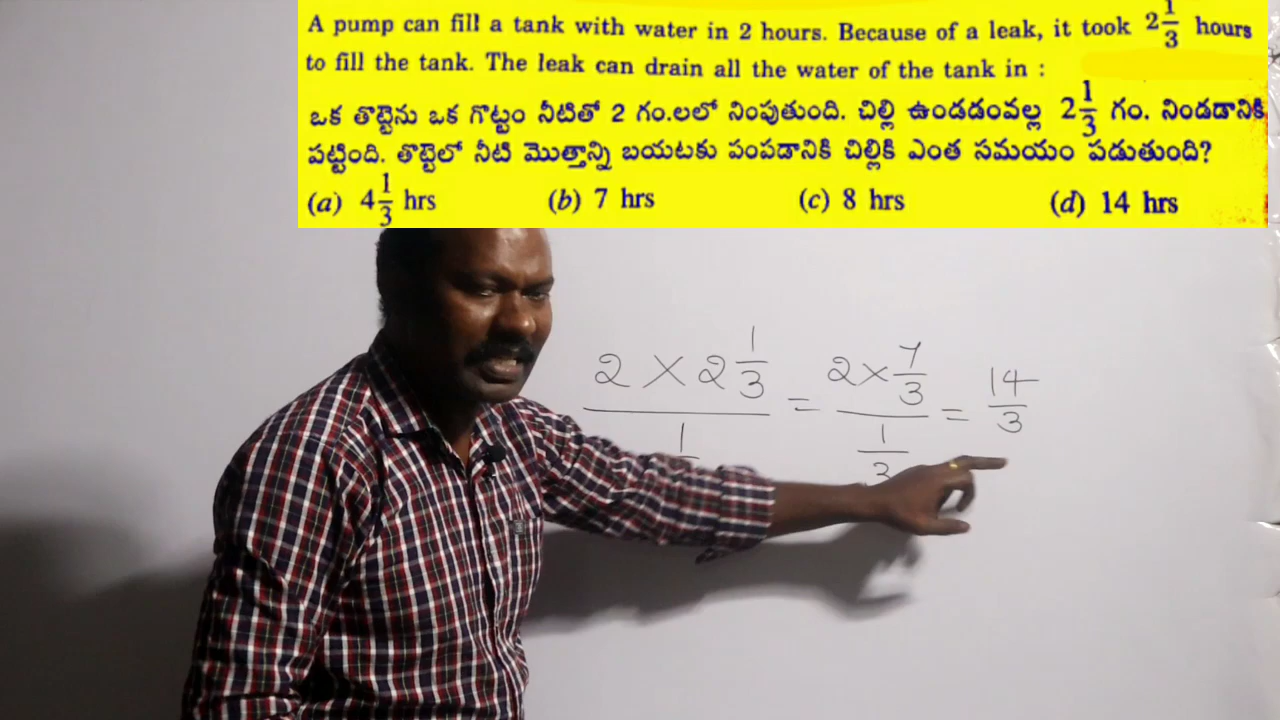 A pump can fill a tank with water in 2 hours. Because of a leak, it took 2 1/3 hours
to fill the tank. The leak can drain all the water of the tank in :
ఒక తొట్టెను ఒక గొట్టం నీటితో 2 గం.లలో నింపుతుంది. చిల్లి ఉండడంవల్ల 2 1/3 గం. నిండడానికి
పట్టింది. తొట్టెలో నీటి మొత్తాన్ని బయటకు పంపడానికి చిల్లికి ఎంత సమయం పడుతుంది?
(a) 4 1/3 hrs (b) 7 hrs (c) 8 hrs (d) 14 hrs
2 × 2 1/3 = 2 × 7/3 = 14/3
1 1/3